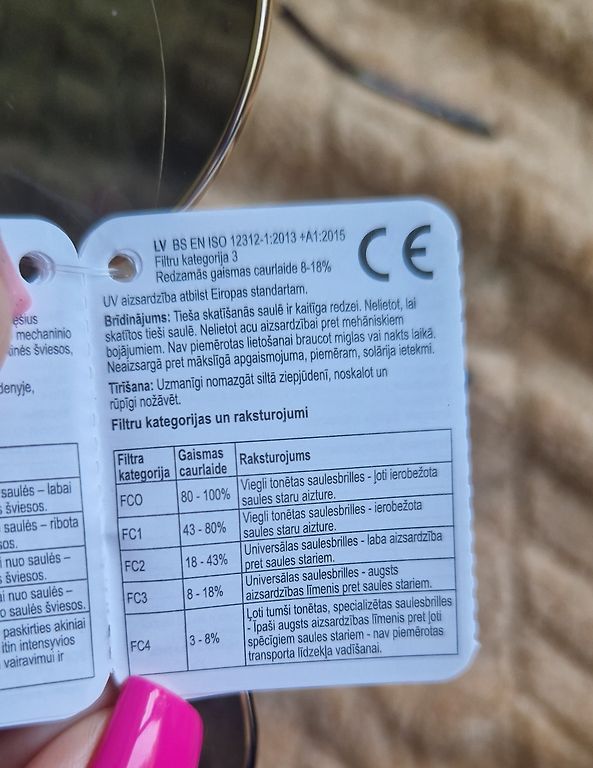 ęsius
mechaninio
inės šviesos,
denyje,
saulės – labai
šviesos.
saulės – ribota
sos.
i nuo saulės –
šviesos.
ai nuo saulės –
o saulės šviesos.
paskirties akiniai
itin intensyvios
vairavimui ir
LV BS EN ISO 12312-1:2013 +A1:2015
Filtru kategorija 3
Redzamās gaismas caurlaide 8-18%
CE
UV aizsardzība atbilst Eiropas standartam.
Brīdinājums: Tieša skatīšanās saulē ir kaitīga redzei. Nelietot, lai
skatītos tieši saulē. Nelietot acu aizsardzībai pret mehāniskiem
bojājumiem. Nav piemērotas lietošanai braucot miglas vai nakts laikā.
Neaizsargā pret mākslīgā apgaismojuma, piemēram, solārija ietekmi.
Tīrīšana: Uzmanīgi nomazgāt siltā ziepjūdenī, noskalot un
rūpīgi nožāvēt.
Filtru kategorijas un raksturojumi
Filtra kategorija Gaismas caurlaide Raksturojums
FCO 80 - 100% Viegli tonētas saulesbrilles - ļoti ierobežota
saules staru aizture.
FC1 43 - 80% Viegli tonētas saulesbrilles - ierobežota
saules staru aizture.
FC2 18 - 43% Universālas saulesbrilles - laba aizsardzība
pret saules stariem.
FC3 8 - 18% Universālas saulesbrilles - augsts
aizsardzības līmenis pret saules stariem.
FC4 3 - 8% Ļoti tumši tonētas, specializētas saulesbrilles
- Īpaši augsts aizsardzības līmenis pret ļoti
spēcīgiem saules stariem - nav piemērotas
transporta līdzekļa vadīšanai.